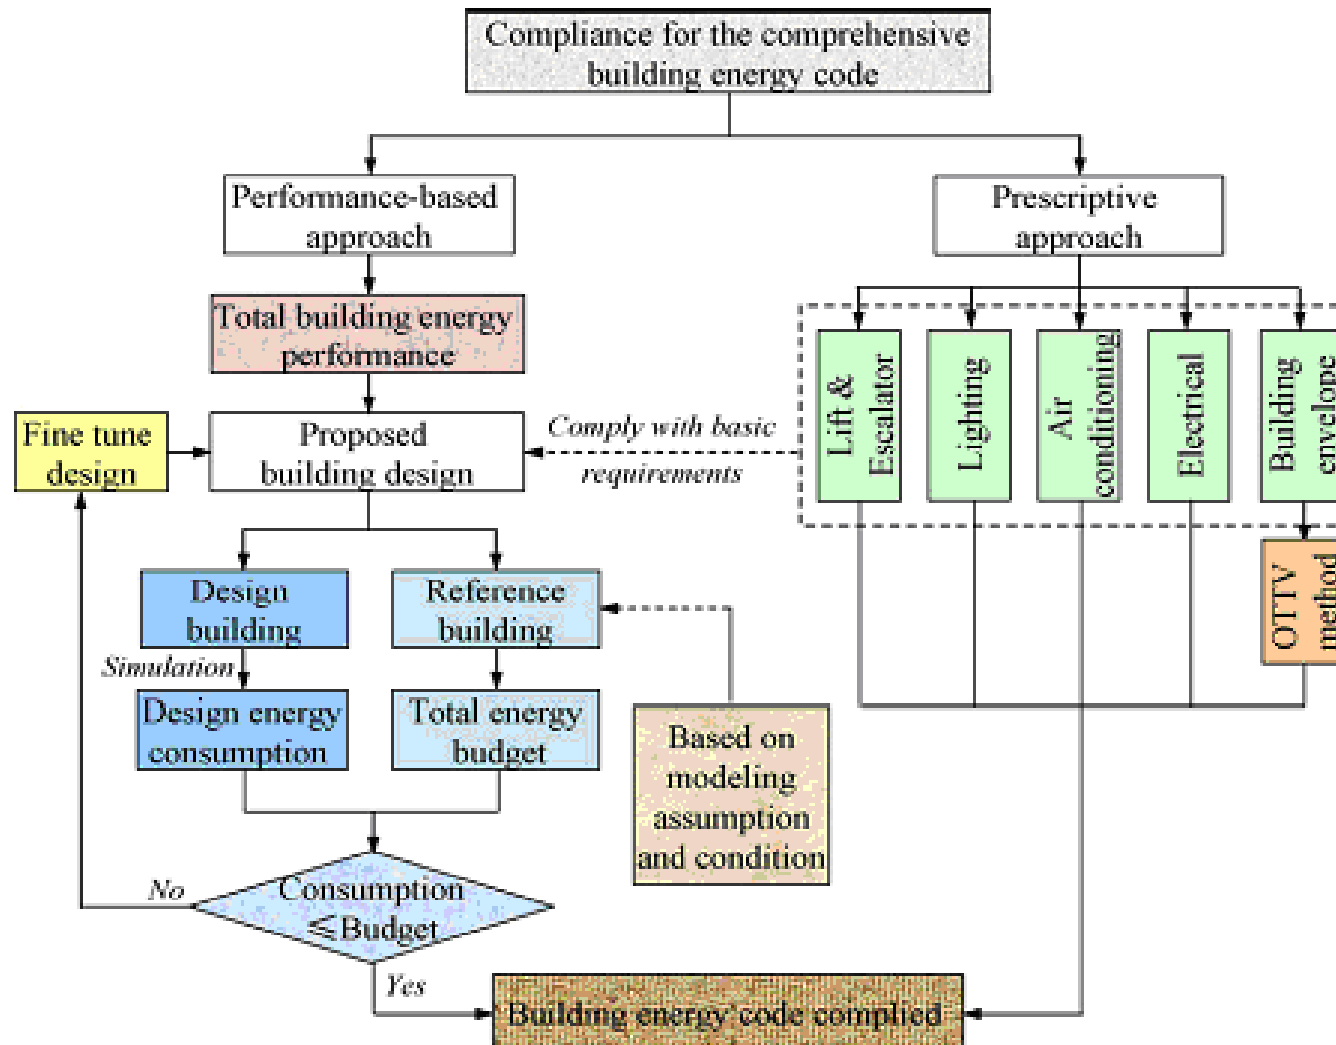 Compliance for the comprehensive
building energy code
Performance-based
approach
Prescriptive
approach
Total building energy
performance
Lift &
Escalator
Lighting
Air
conditioning
Electrical
Building
envelope
Fine tune
design
Proposed
building design
Comply with basic
requirements
OTTV
method
Design
building
Reference
building
Simulation
Design energy
consumption
Total energy
budget
Based on
modeling
assumption
and condition
No
Consumption
≤Budget
Yes
Building energy code complied